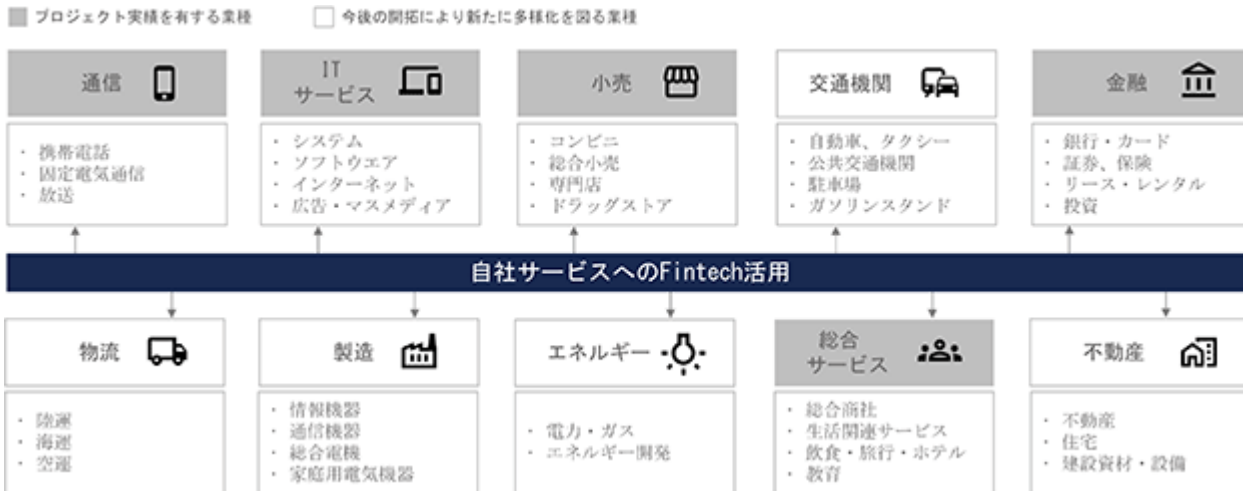 プロジェクト実績を有する業種
今後の開拓により新たに多様化を図る業種
通信
IT
サービス
小売
交通機関
金融
・ 携帯電話
・ 固定電気通信
・ 放送
・ システム
・ ソフトウエア
・ インターネット
・ 広告・マスメディア
・ コンビニ
・ 総合小売
・ 専門店
・ ドラッグストア
・ 自動車、タクシー
・ 公共交通機関
・ 駐車場
・ ガソリンスタンド
・ 銀行・カード
・ 証券、保険
・ リース・レンタル
・ 投資
自社サービスへのFintech活用
物流
製造
エネルギー
総合
サービス
不動産
・ 陸運
・ 海運
・ 空運
・ 情報機器
・ 通信機器
・ 総合電機
・ 家庭用電気機器
・ 電力・ガス
・ エネルギー開発
・ 総合商社
・ 生活関連サービス
・ 飲食・旅行・ホテル
・ 教育
・ 不動産
・ 住宅
・ 建設資材・設備